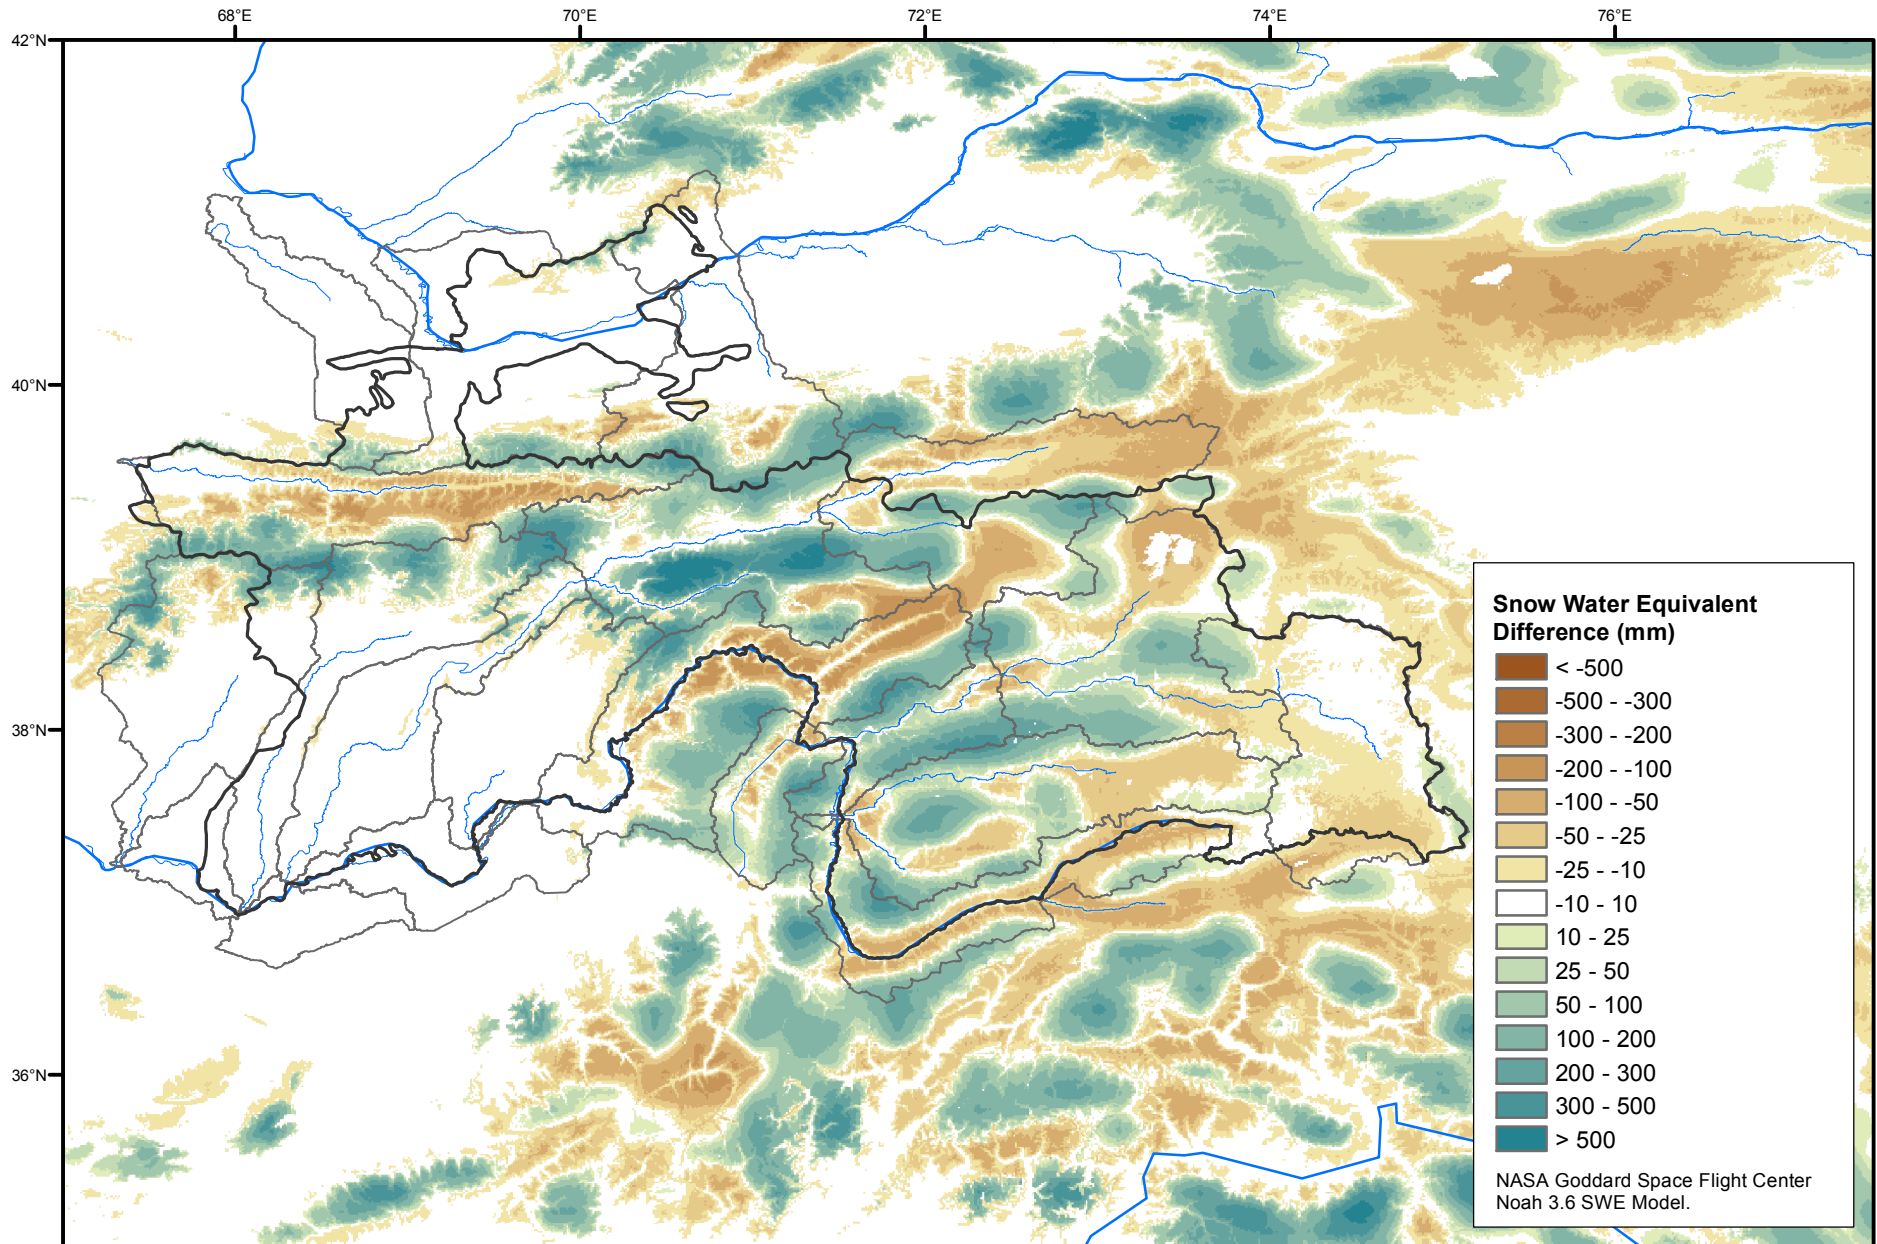 68°E 70°E 72°E 74°E 76°E
42°N
40°N
38°N
36°N
Snow Water Equivalent
Difference (mm)
< -500
-500 - -300
-300 - -200
-200 - -100
-100 - -50
-50 - -25
-25 - -10
-10 - 10
10 - 25
25 - 50
50 - 100
100 - 200
200 - 300
300 - 500
> 500
NASA Goddard Space Flight Center
Noah 3.6 SWE Model.